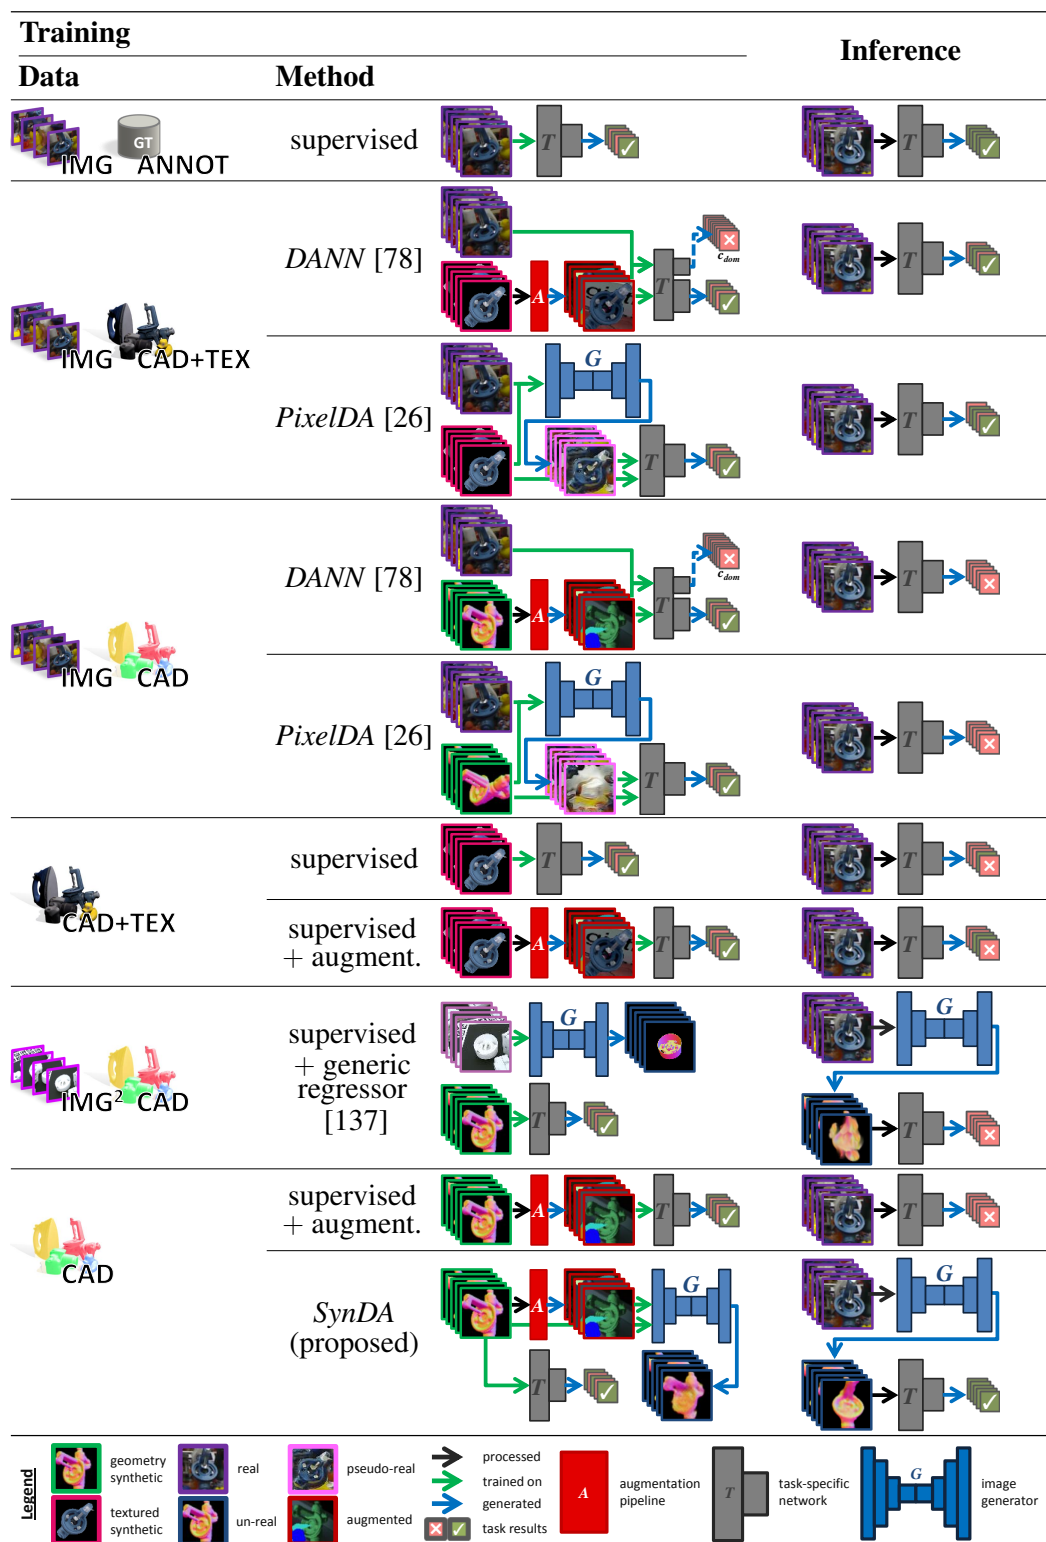 Training
Inference
Data
Method
GT
IMG ANNOT
supervised
T
T
DANN [78]
A
T
c_dom
T
IMG CAD+TEX
PixelDA [26]
G
T
T
DANN [78]
A
T
c_dom
T
IMG CAD
PixelDA [26]
G
T
T
supervised
T
T
CAD+TEX
supervised
+ augment.
A
T
T
supervised
+ generic
regressor
[137]
G
T
G
T
IMG² CAD
supervised
+ augment.
A
T
T
CAD
SynDA
(proposed)
A
G
T
G
T
Legend
geometry
synthetic
real
pseudo-real
processed
trained on
generated
task results
textured
synthetic
un-real
augmented
A
augmentation
pipeline
T
task-specific
network
G
image
generator